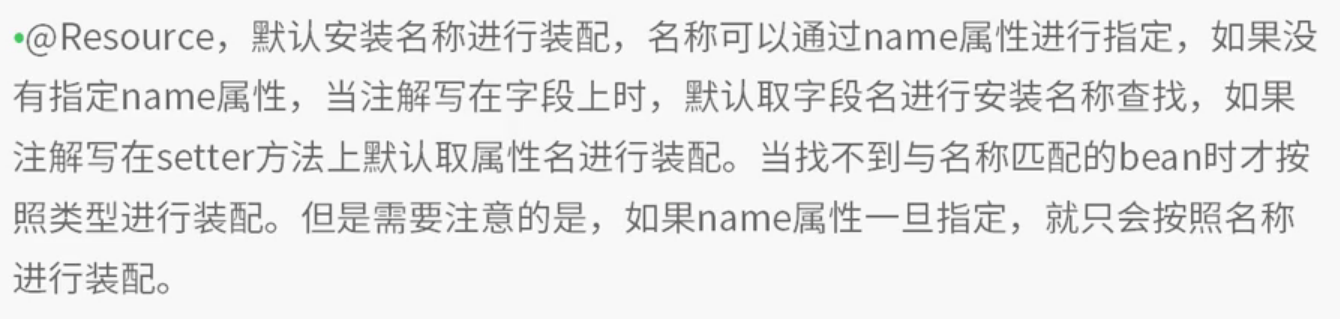 •@Resource，默认安装名称进行装配，名称可以通过name属性进行指定，如果没
有指定name属性，当注解写在字段上时，默认取字段名进行安装名称查找，如果
注解写在setter方法上默认取属性名进行装配。当找不到与名称匹配的bean时才按
照类型进行装配。但是需要注意的是，如果name属性一旦指定，就只会按照名称
进行装配。